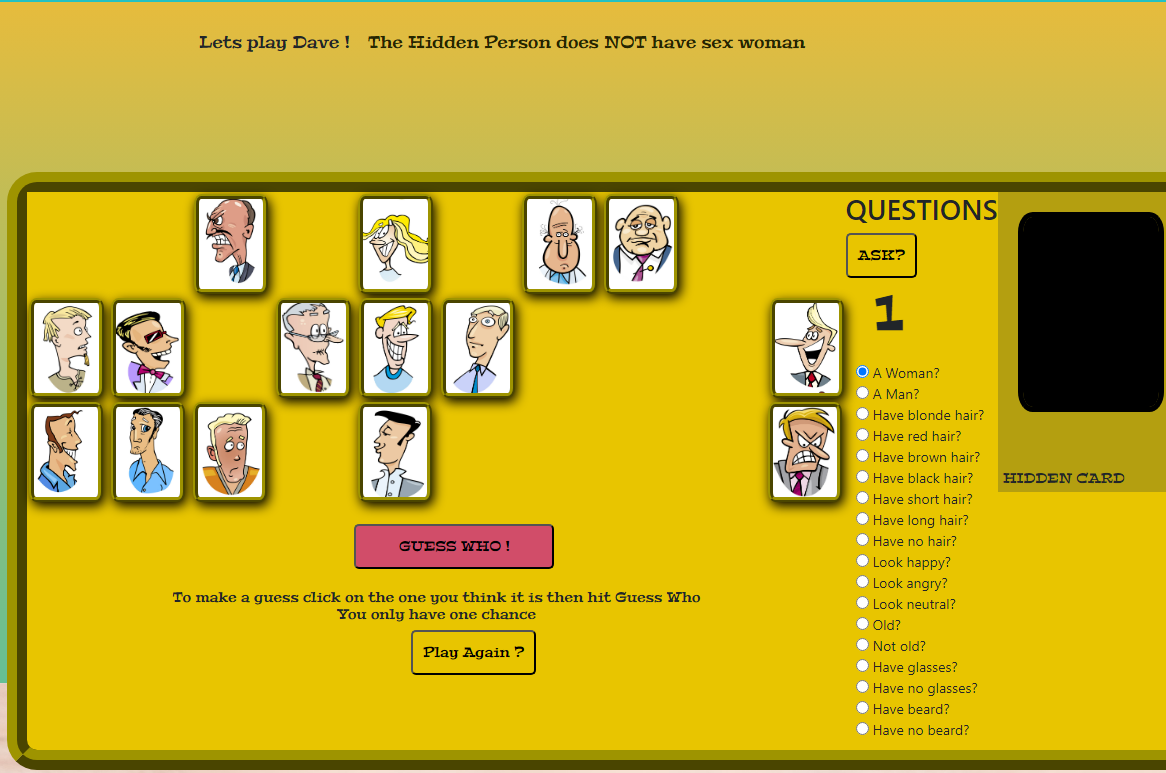 Lets play Dave ! The Hidden Person does NOT have sex woman
QUESTIONS
ASK?
1
A Woman?
A Man?
Have blonde hair?
Have red hair?
Have brown hair?
Have black hair?
Have short hair?
Have long hair?
Have no hair?
Look happy?
Look angry?
Look neutral?
Old?
Not old?
Have glasses?
Have no glasses?
Have beard?
Have no beard?
HIDDEN CARD
GUESS WHO !
To make a guess click on the one you think it is then hit Guess Who
You only have one chance
Play Again ?